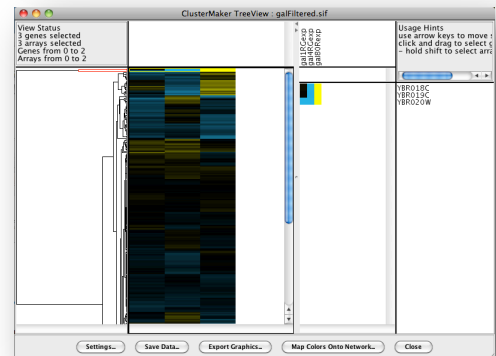 ClusterMaker TreeView : galFiltered.sif
View Status
3 genes selected
3 arrays selected
Genes from 0 to 2
Arrays from 0 to 2
gal1RGexp
gal4RGexp
gal80Rexp
Usage Hints
use arrow keys to move s
click and drag to select g
- hold shift to select arra
YBR018C
YBR019C
YBR020W
Settings...
Save Data...
Export Graphics...
Map Colors Onto Network...
Close